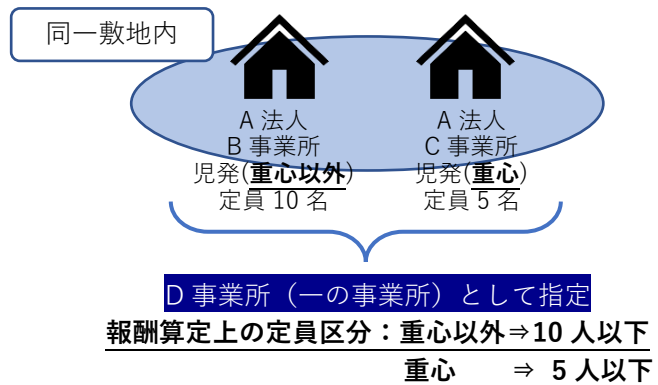 同一敷地内
A 法人
B 事業所
児発(重心以外)
定員 10 名
A 法人
C 事業所
児発(重心)
定員 5 名
D 事業所（一の事業所）として指定
報酬算定上の定員区分：重心以外⇒10 人以下
重心　　⇒ 5 人以下